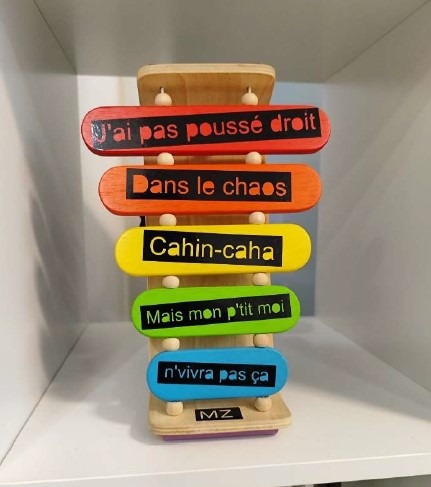 J'ai pas poussé droit
Dans le chaos
Cahin-caha
Mais mon p'tit moi
n'vivra pas ça
MZ